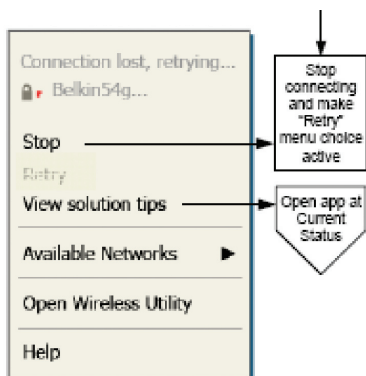 Connection lost, retrying...
Belkin54g...
Stop
Retry
View solution tips
Available Networks
Open Wireless Utility
Help
Stop
connecting
and make
"Retry"
menu choice
active
Open app at
Current
Status